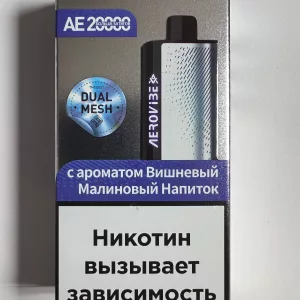 AE 20000
DUAL
MESH
AEROVIBE
с ароматом Вишневый
Малиновый Напиток
Никотин
вызывает
зависимость